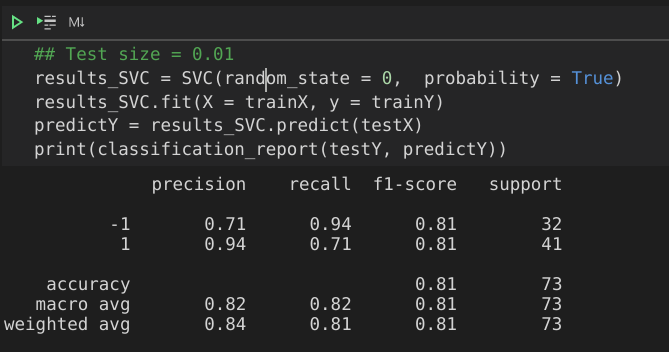 M↓
## Test size = 0.01
results_SVC = SVC(random_state = 0,  probability = True)
results_SVC.fit(X = trainX, y = trainY)
predictY = results_SVC.predict(testX)
print(classification_report(testY, predictY))
precision recall f1-score support
-1 0.71 0.94 0.81 32
1 0.94 0.71 0.81 41
accuracy 0.81 73
macro avg 0.82 0.82 0.81 73
weighted avg 0.84 0.81 0.81 73